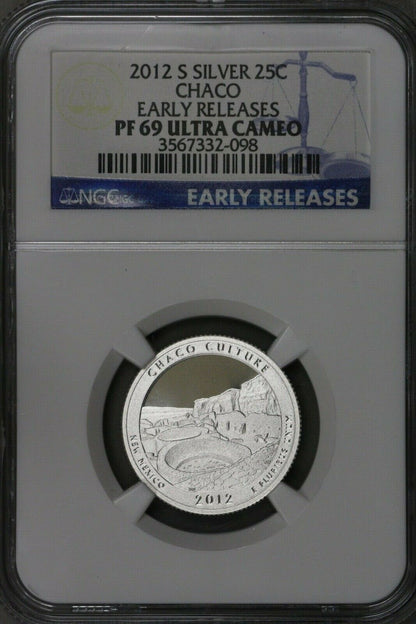 2012 S SILVER 25C
CHACO
EARLY RELEASES
PF 69 ULTRA CAMEO
3567332-098
NGC
EARLY RELEASES
CHACO CULTURE
NEW MEXICO
2012
E PLURIBUS UNUM